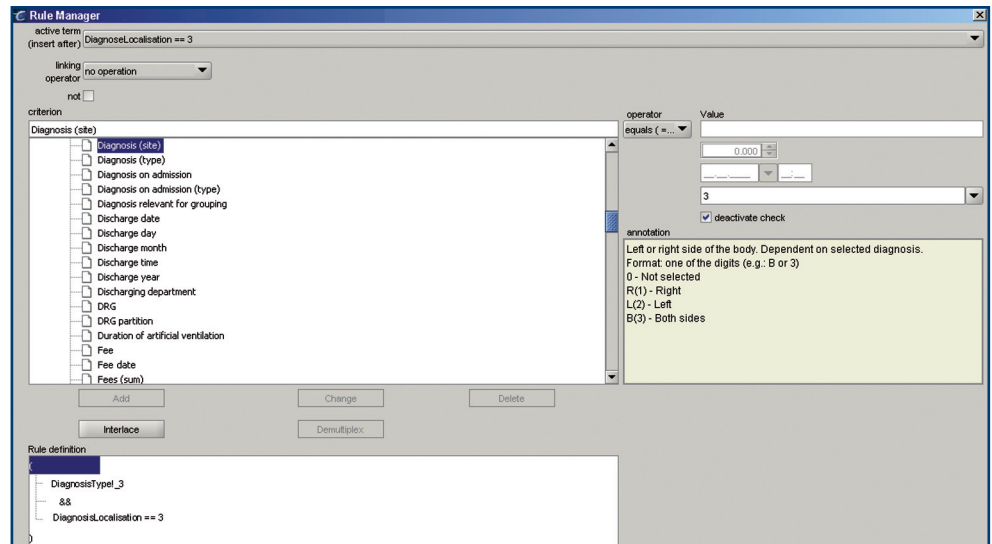 Rule Manager
active term
(insert after) DiagnoseLocalisation == 3
linking
operator no operation
not
criterion
operator
Value
Diagnosis (site)
equals ( =...
Diagnosis (site)
Diagnosis (type)
Diagnosis on admission
Diagnosis on admission (type)
Diagnosis relevant for grouping
Discharge date
Discharge day
Discharge month
Discharge time
Discharge year
Discharging department
DRG
DRG partition
Duration of artificial ventilation
Fee
Fee date
Fees (sum)
0.000
__.__.____ __:__
3
deactivate check
annotation
Left or right side of the body. Dependent on selected diagnosis.
Format: one of the digits (e.g.: B or 3)
0 - Not selected
R(1) - Right
L(2) - Left
B(3) - Both sides
Add
Change
Delete
Interlace
Demultiplex
Rule definition
(
DiagnosisType!_3
&&
DiagnosisLocalisation == 3
)